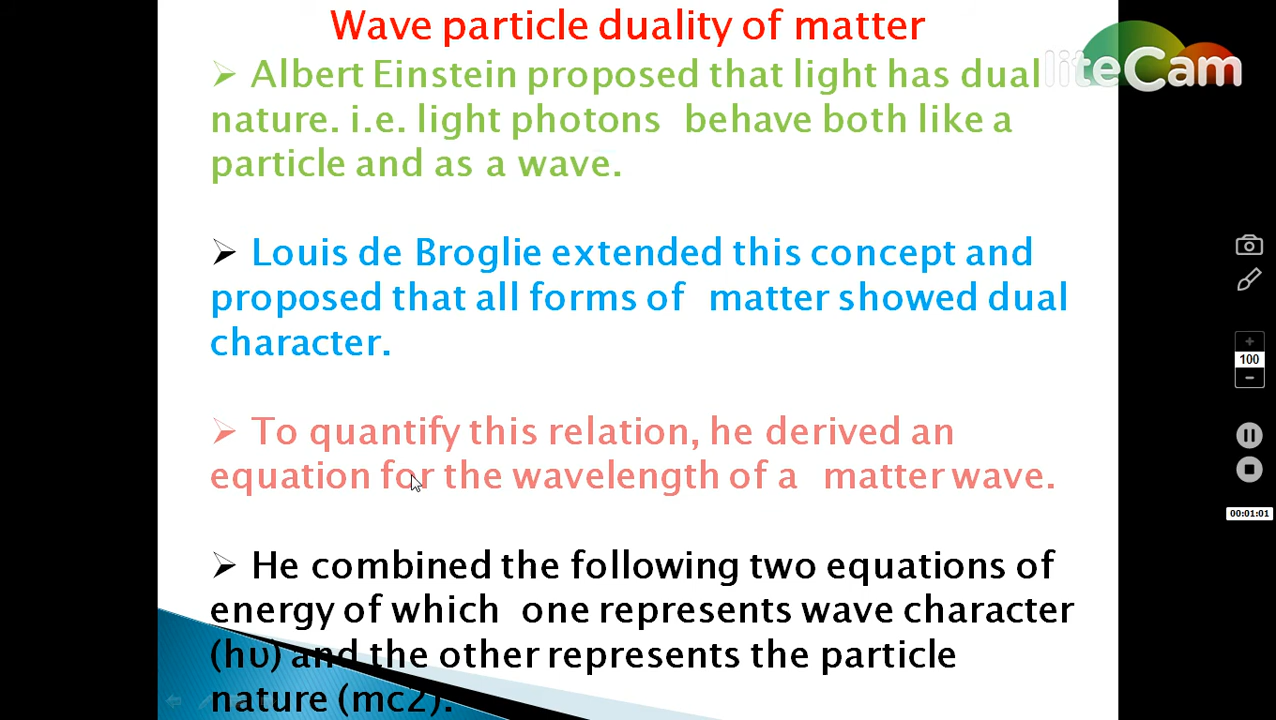 Wave particle duality of matter
➢ Albert Einstein proposed that light has dual
nature. i.e. light photons behave both like a
particle and as a wave.
➢ Louis de Broglie extended this concept and
proposed that all forms of matter showed dual
character.
➢ To quantify this relation, he derived an
equation for the wavelength of a matter wave.
➢ He combined the following two equations of
energy of which one represents wave character
(hυ) and the other represents the particle
nature (mc2).
liteCam
100
00:01:01